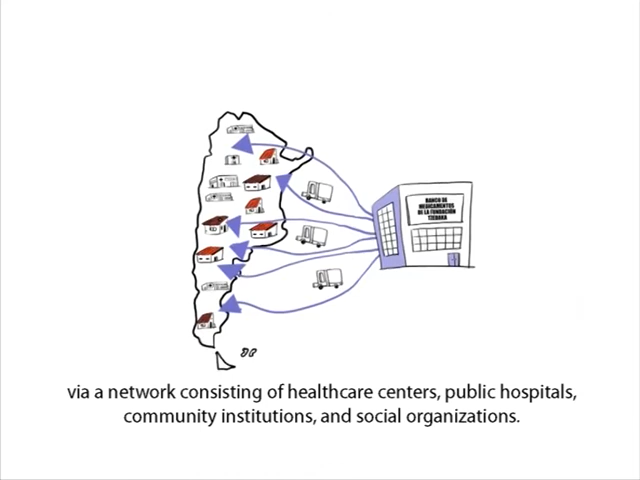 BANCO DE
MEDICAMENTOS
DE LA FUNDACIÓN
TZEDAKA
via a network consisting of healthcare centers, public hospitals,
community institutions, and social organizations.